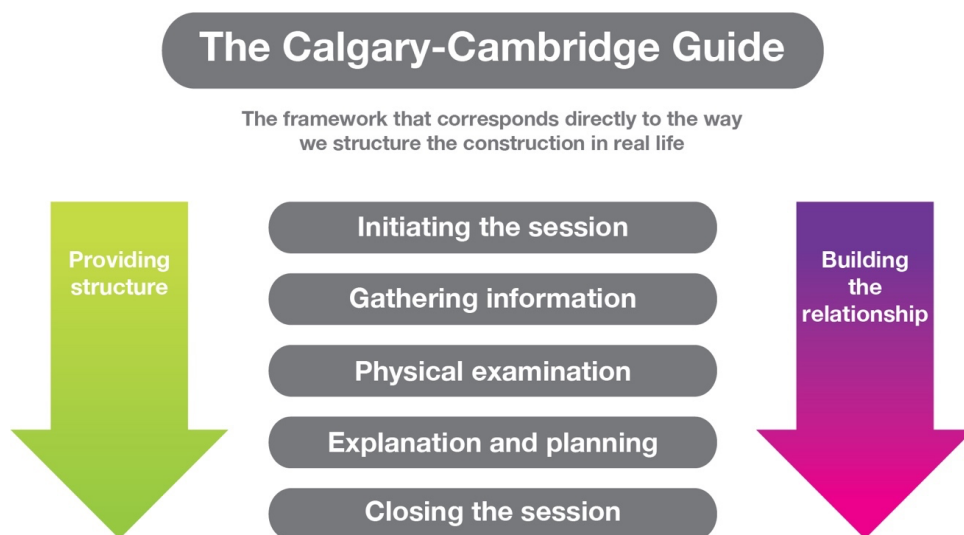 The Calgary-Cambridge Guide
The framework that corresponds directly to the way
we structure the construction in real life
Providing
structure
Initiating the session
Gathering information
Physical examination
Explanation and planning
Closing the session
Building
the
relationship